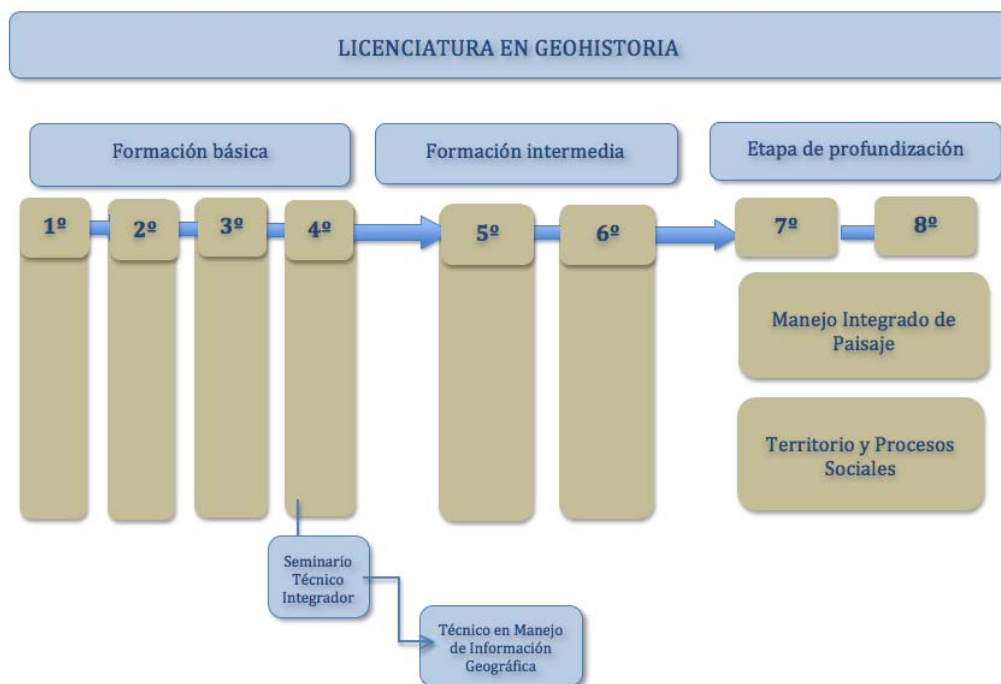 LICENCIATURA EN GEOHISTORIA
Formación básica
Formación intermedia
Etapa de profundización
1º
2º
3º
4º
5º
6º
7º
8º
Manejo Integrado de
Paisaje
Territorio y Procesos
Sociales
Seminario
Técnico
Integrador
Técnico en Manejo
de Información
Geográfica